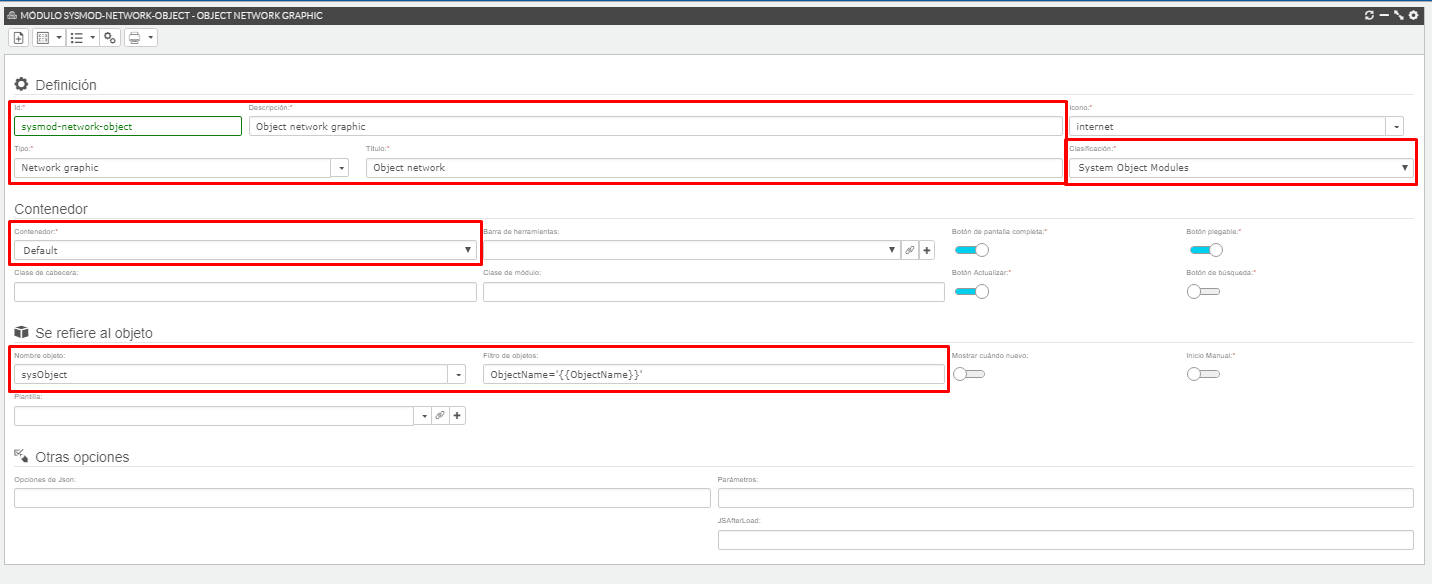 MÓDULO SYSMOD-NETWORK-OBJECT - OBJECT NETWORK GRAPHIC
Definición
Id:* Descripción:* Icono:*
sysmod-network-object Object network graphic internet
Tipo:* Título:* Clasificación:*
Network graphic Object network System Object Modules
Contenedor
Contenedor:* Barra de herramientas: Botón de pantalla completa:* Botón plegable:*
Default
Clase de cabecera: Clase de módulo: Botón Actualizar:* Botón de búsqueda:*
Se refiere al objeto
Nombre objeto: Filtro de objetos: Mostrar cuándo nuevo: Inicio Manual:*
sysObject ObjectName='{{ObjectName}}'
Plantilla:
Otras opciones
Opciones de Json: Parámetros:
JSAfterLoad: